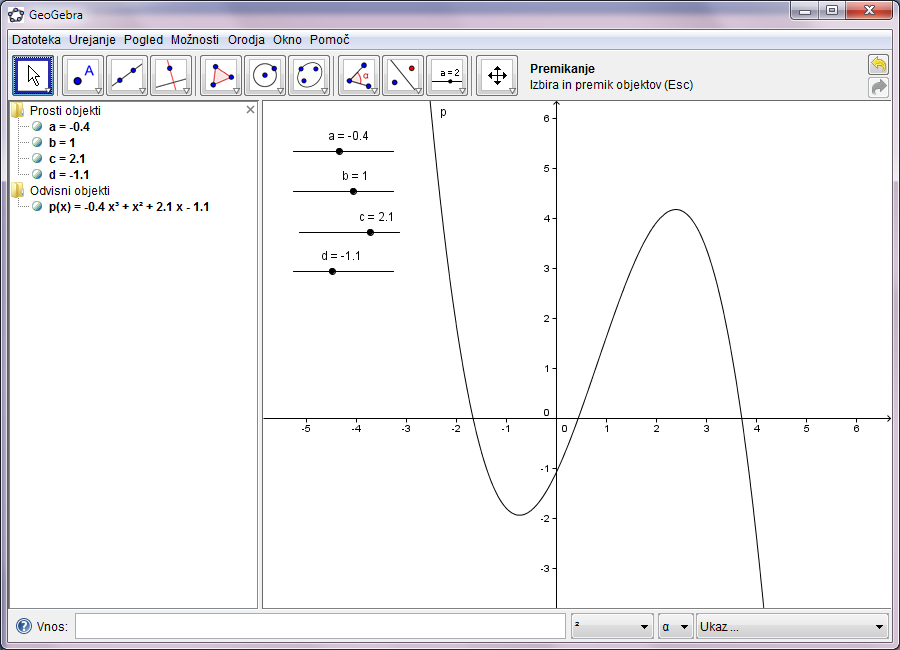 GeoGebra
Datoteka Urejanje Pogled Možnosti Orodja Okno Pomoč
A
α
a = 2
Premikanje
Izbira in premik objektov (Esc)
Prosti objekti
a = -0.4
b = 1
c = 2.1
d = -1.1
Odvisni objekti
p(x) = -0.4 x³ + x² + 2.1 x - 1.1
a = -0.4
b = 1
c = 2.1
d = -1.1
p
6
5
4
3
2
1
0
-1
-2
-3
-5 -4 -3 -2 -1 0 1 2 3 4 5 6
Vnos:
²
α
Ukaz ...